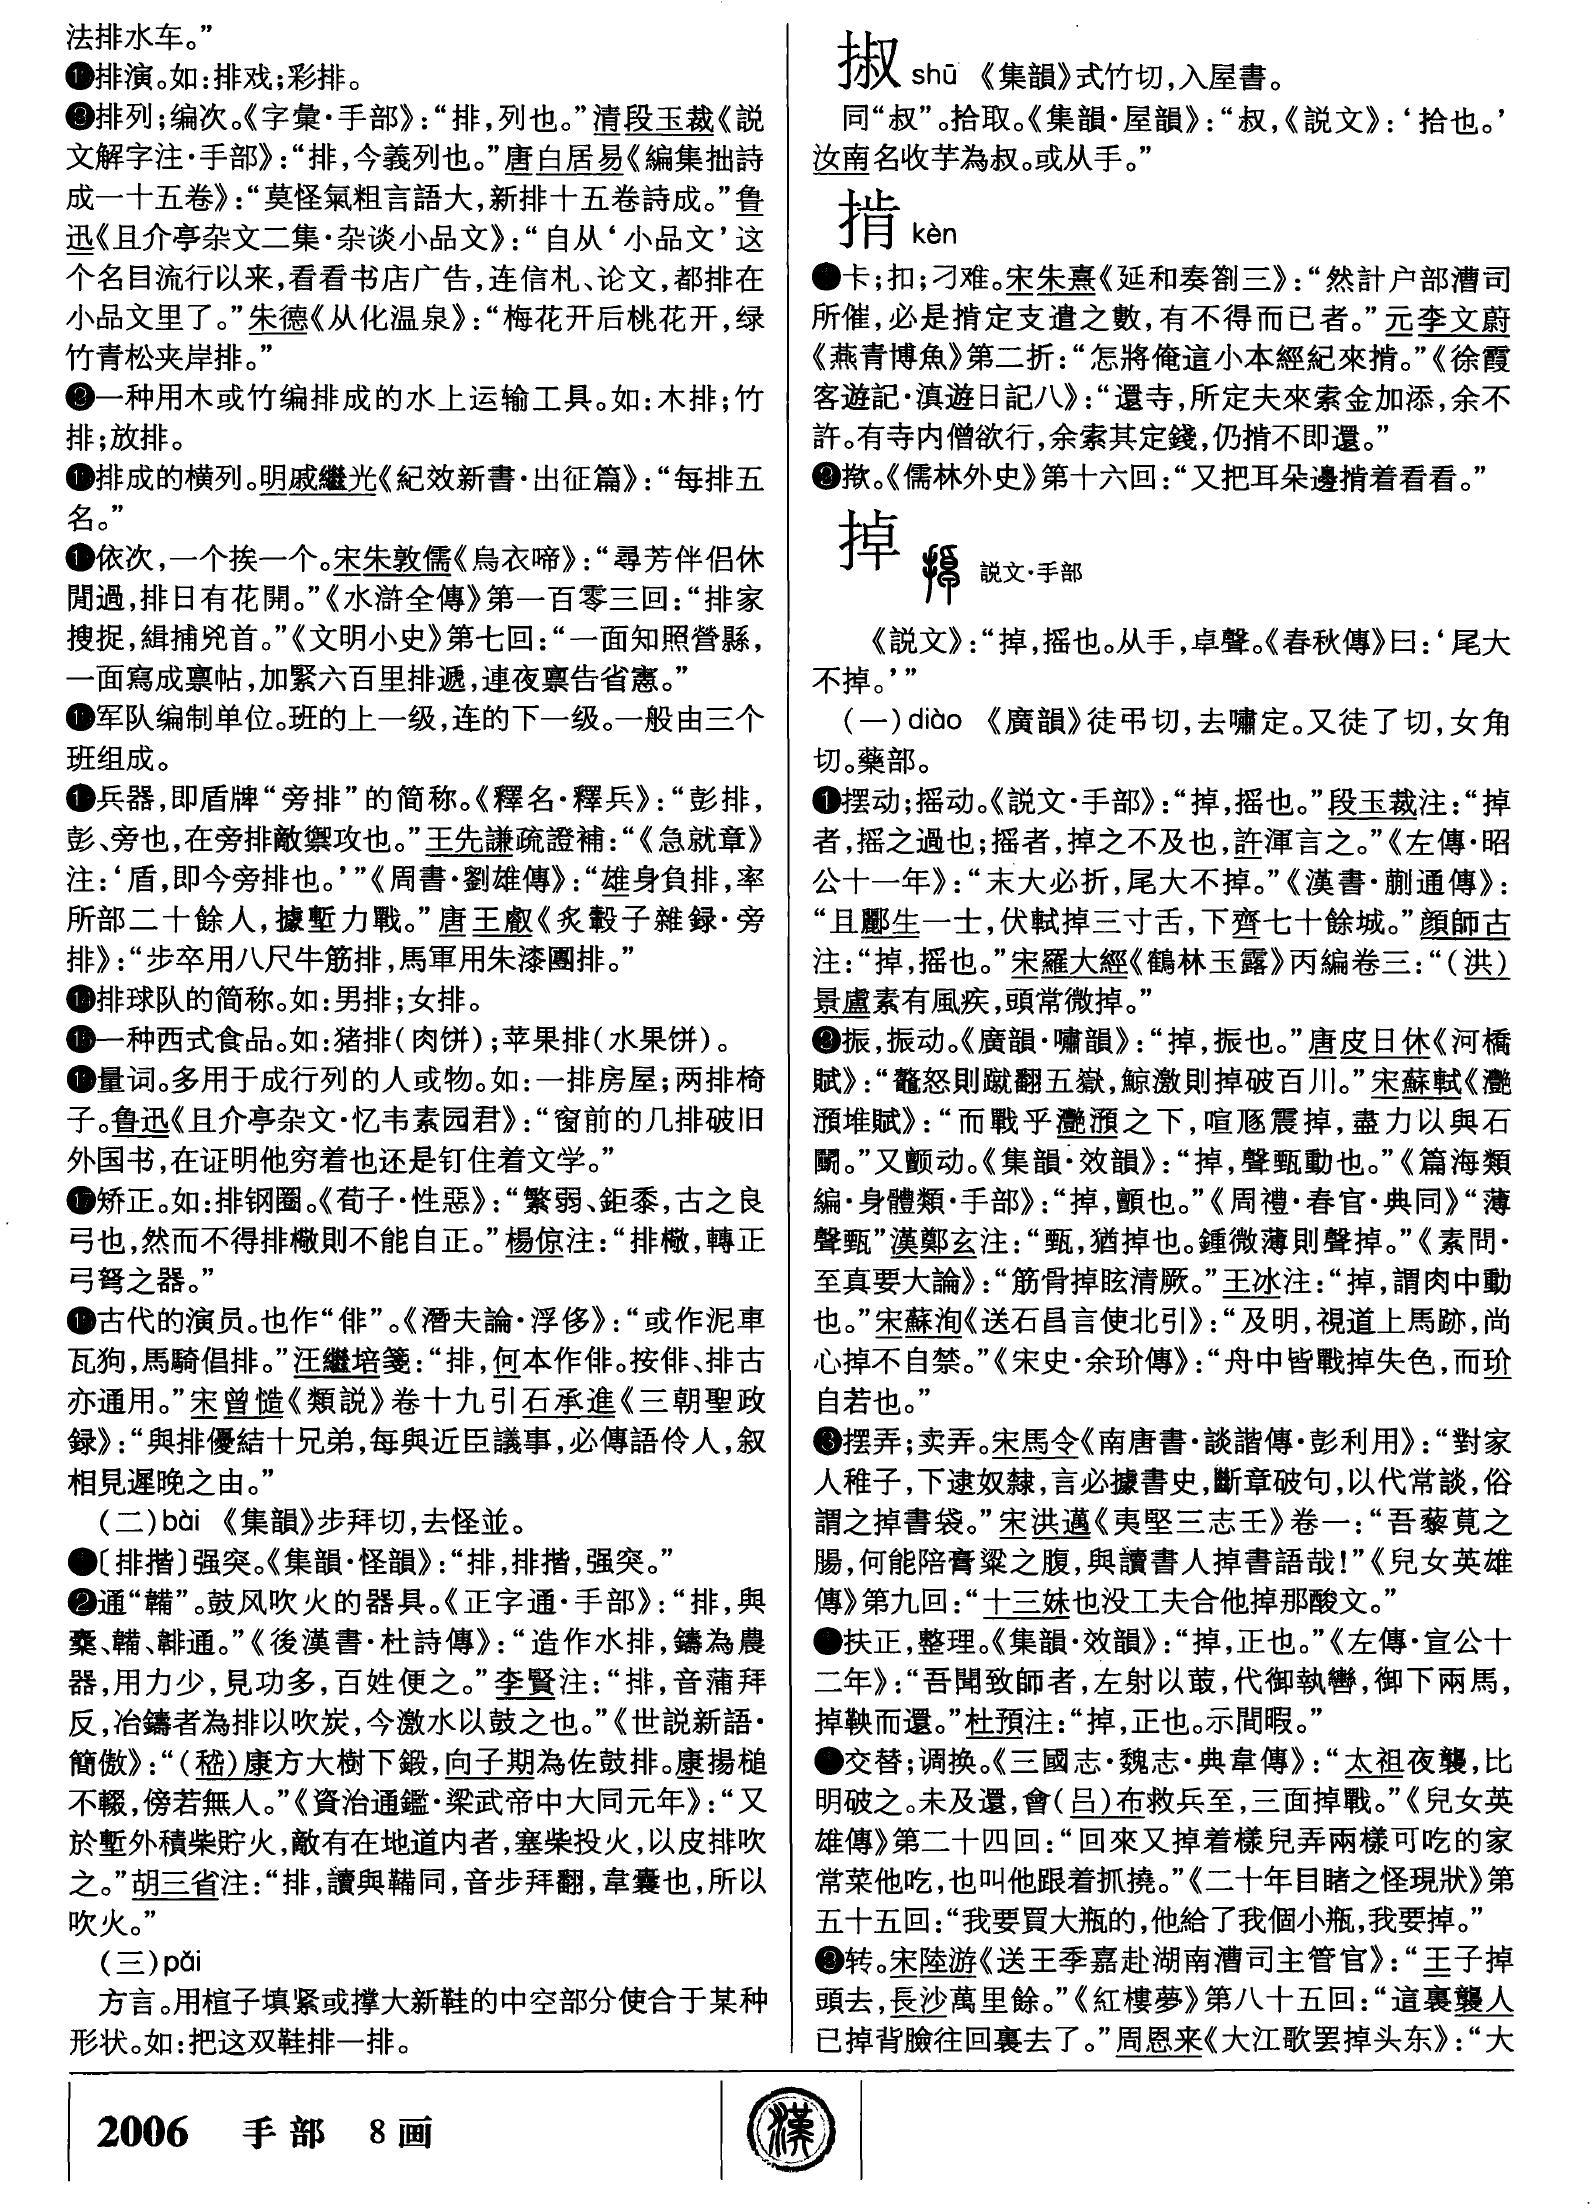 法排水车。”
排演。如：排戏；彩排。
排列；编次。《字彙·手部》：“排，列也。”清段玉裁《説
文解字注·手部》：“排，今義列也。”唐白居易《編集拙詩
成一十五卷》：“莫怪氣粗言語大，新排十五卷詩成。”鲁
迅《且介亭杂文二集·杂谈小品文》：“自从‘小品文’这
个名目流行以来，看看书店广告，连信札、论文，都排在
小品文里了。”朱德《从化温泉》：“梅花开后桃花开，绿
竹青松夹岸排。”
一种用木或竹编排成的水上运输工具。如：木排；竹
排；放排。
排成的横列。明戚繼光《紀效新書·出征篇》：“每排五
名。”
依次，一个挨一个。宋朱敦儒《烏衣啼》：“尋芳伴侣休
閒過，排日有花開。”《水滸全傳》第一百零三回：“排家
搜捉，緝捕兇首。”《文明小史》第七回：“一面知照營縣，
一面寫成禀帖，加緊六百里排遞，連夜禀告省憲。”
军队编制单位。班的上一级，连的下一级。一般由三个
班组成。
兵器，即盾牌“旁排”的简称。《釋名·釋兵》：“彭排，
彭、旁也，在旁排敵禦攻也。”王先謙疏證補：“《急就章》
注：‘盾，即今旁排也。’”《周書·劉雄傳》：“雄身負排，率
所部二十餘人，據塹力戰。”唐王叡《炙轂子雜録·旁
排》：“步卒用八尺牛筋排，馬軍用朱漆團排。”
⓮排球队的简称。如：男排；女排。
⓯一种西式食品。如：猪排（肉饼）；苹果排（水果饼）。
量词。多用于成行列的人或物。如：一排房屋；两排椅
子。鲁迅《且介亭杂文·忆韦素园君》：“窗前的几排破旧
外国书，在证明他穷着也还是钉住着文学。”
⓱矫正。如：排钢圈。《荀子·性惡》：“繁弱、鉅黍，古之良
弓也，然而不得排檠則不能自正。”楊倞注：“排檠，轉正
弓弩之器。”
古代的演员。也作“俳”。《潛夫論·浮侈》：“或作泥車
瓦狗，馬騎倡排。”汪繼培箋：“排，何本作俳。按俳、排古
亦通用。”宋曾慥《類説》卷十九引石承進《三朝聖政
録》：“與排優結十兄弟，每與近臣議事，必傳語伶人，叙
相見遲晚之由。”
（二）bài 《集韻》步拜切，去怪並。
〔排揩〕强突。《集韻·怪韻》：“排，排揩，强突。”
❷通“韛”。鼓风吹火的器具。《正字通·手部》：“排，與
橐、韛、鞴通。”《後漢書·杜詩傳》：“造作水排，鑄為農
器，用力少，見功多，百姓便之。”李賢注：“排，音蒲拜
反，冶鑄者為排以吹炭，今激水以鼓之也。”《世説新語·
簡傲》：“（嵇）康方大樹下鍛，向子期為佐鼓排。康揚槌
不輟，傍若無人。”《資治通鑑·梁武帝中大同元年》：“又
於塹外積柴貯火，敵有在地道内者，塞柴投火，以皮排吹
之。”胡三省注：“排，讀與鞴同，音步拜翻，韋囊也，所以
吹火。”
（三）pǎi
方言。用楦子填紧或撑大新鞋的中空部分使合于某种
形状。如：把这双鞋排一排。
掓 shū 《集韻》式竹切，入屋書。
同“叔”。拾取。《集韻·屋韻》：“叔，《説文》：‘拾也。’
汝南名收芋為叔。或从手。”
掯 kèn
卡；扣；刁难。宋朱熹《延和奏劄三》：“然計户部漕司
所催，必是掯定支遣之數，有不得而已者。”元李文蔚
《燕青博魚》第二折：“怎將俺這小本經紀來掯。”《徐霞
客遊記·滇遊日記八》：“還寺，所定夫來索金加添，余不
許。有寺内僧欲行，余索其定錢，仍掯不即還。”
❷揿。《儒林外史》第十六回：“又把耳朵邊掯着看看。”
掉 説文·手部
《説文》：“掉，摇也。从手，卓聲。《春秋傳》曰：‘尾大
不掉。’”
（一）diào 《廣韻》徒弔切，去嘯定。又徒了切，女角
切。藥部。
❶摆动；摇动。《説文·手部》：“掉，摇也。”段玉裁注：“掉
者，摇之過也；摇者，掉之不及也，許渾言之。”《左傳·昭
公十一年》：“末大必折，尾大不掉。”《漢書·蒯通傳》：
“且酈生一士，伏軾掉三寸舌，下齊七十餘城。”顔師古
注：“掉，摇也。”宋羅大經《鶴林玉露》丙編卷三：“（洪）
景盧素有風疾，頭常微掉。”
❷振，振动。《廣韻·嘯韻》：“掉，振也。”唐皮日休《河橋
賦》：“鼇怒則蹴翻五嶽，鯨激則掉破百川。”宋蘇軾《灧
澦堆賦》：“而戰乎灧澦之下，喧豗震掉，盡力以與石
鬭。”又颤动。《集韻·效韻》：“掉，聲甄動也。”《篇海類
編·身體類·手部》：“掉，顫也。”《周禮·春官·典同》“薄
聲甄”漢鄭玄注：“甄，猶掉也。鍾微薄則聲掉。”《素問·
至真要大論》：“筋骨掉眩清厥。”王冰注：“掉，謂肉中動
也。”宋蘇洵《送石昌言使北引》：“及明，視道上馬跡，尚
心掉不自禁。”《宋史·余玠傳》：“舟中皆戰掉失色，而玠
自若也。”
❸摆弄；卖弄。宋馬令《南唐書·談諧傳·彭利用》：“對家
人稚子，下逮奴隸，言必據書史，斷章破句，以代常談，俗
謂之掉書袋。”宋洪邁《夷堅三志壬》卷一：“吾藜莧之
腸，何能陪膏粱之腹，與讀書人掉書語哉！”《兒女英雄
傳》第九回：“十三妹也没工夫合他掉那酸文。”
扶正，整理。《集韻·效韻》：“掉，正也。”《左傳·宣公十
二年》：“吾聞致師者，左射以菆，代御執轡，御下兩馬，
掉鞅而還。”杜預注：“掉，正也。示閒暇。”
交替；调换。《三國志·魏志·典韋傳》：“太祖夜襲，比
明破之。未及還，會（吕）布救兵至，三面掉戰。”《兒女英
雄傳》第二十四回：“回來又掉着樣兒弄兩樣可吃的家
常菜他吃，也叫他跟着抓撓。”《二十年目睹之怪現狀》第
五十五回：“我要買大瓶的，他給了我個小瓶，我要掉。”
转。宋陸游《送王季嘉赴湖南漕司主管官》：“王子掉
頭去，長沙萬里餘。”《紅樓夢》第八十五回：“這裏襲人
已掉背臉往回裏去了。”周恩来《大江歌罢掉头东》：“大
2006 手部 8画
漢